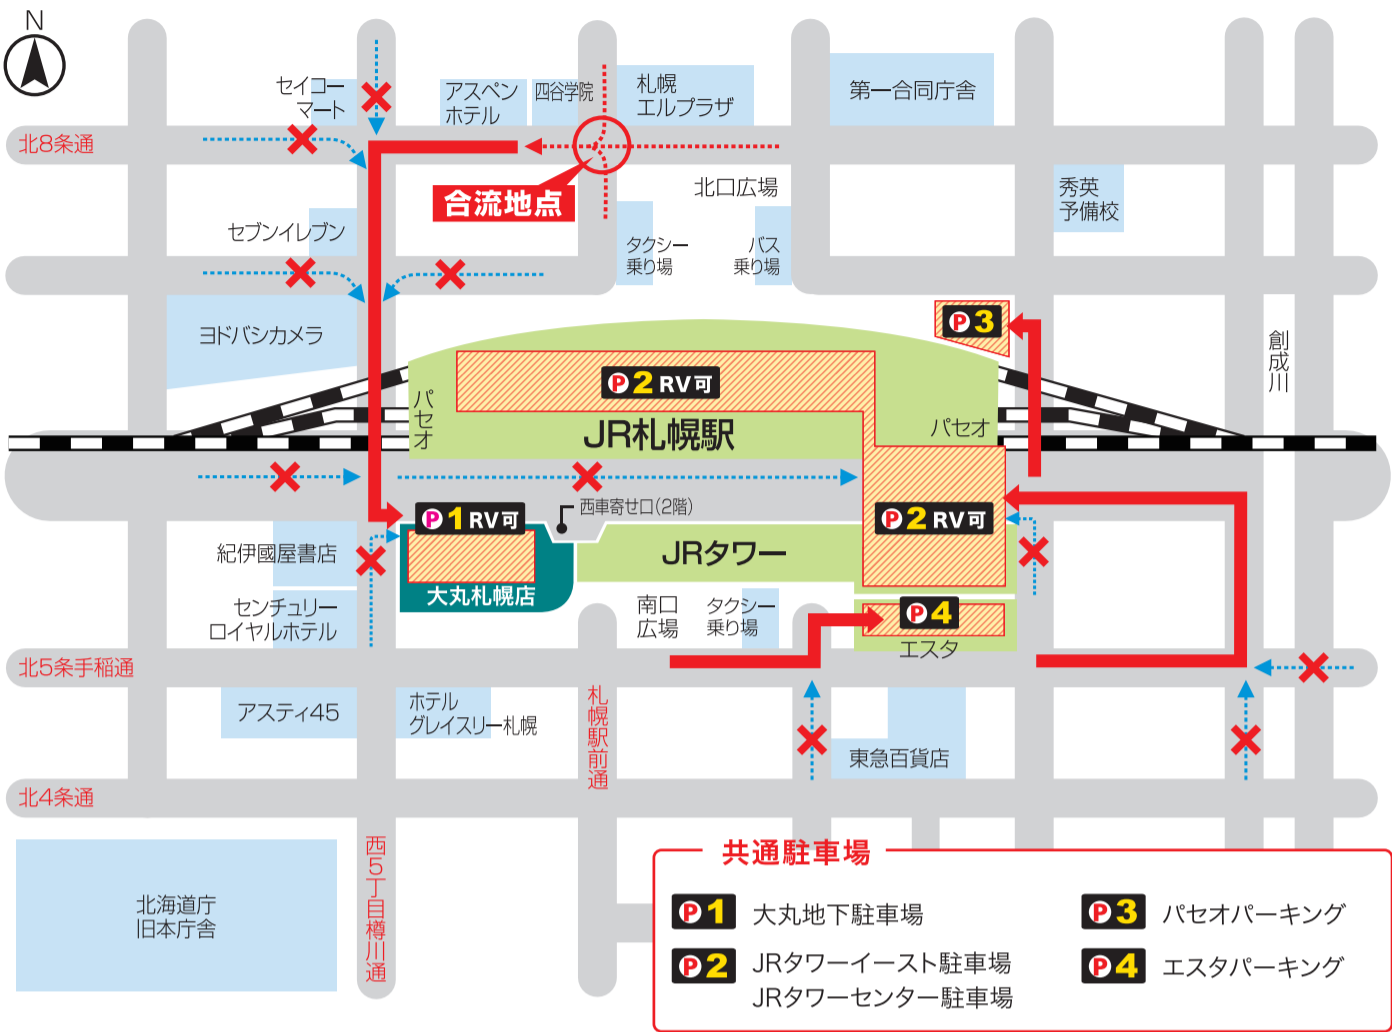 N
セイコー
マート
アスペン
ホテル
四谷学院
札幌
エルプラザ
第一合同庁舎
北8条通
合流地点
北口広場
秀英
予備校
セブンイレブン
タクシー
乗り場
バス
乗り場
ヨドバシカメラ
P3
創成川
パセオ
P2 RV可
JR札幌駅
パセオ
P1 RV可
西車寄せ口(2階)
P2 RV可
紀伊國屋書店
JRタワー
大丸札幌店
センチュリー
ロイヤルホテル
南口
広場
タクシー
乗り場
P4
エスタ
北5条手稲通
アスティ45
ホテル
グレイスリー札幌
札幌駅前通
東急百貨店
北4条通
西5丁目樽川通
北海道庁
旧本庁舎
共通駐車場
P1 大丸地下駐車場
P2 JRタワーイースト駐車場
JRタワーセンター駐車場
P3 パセオパーキング
P4 エスタパーキング